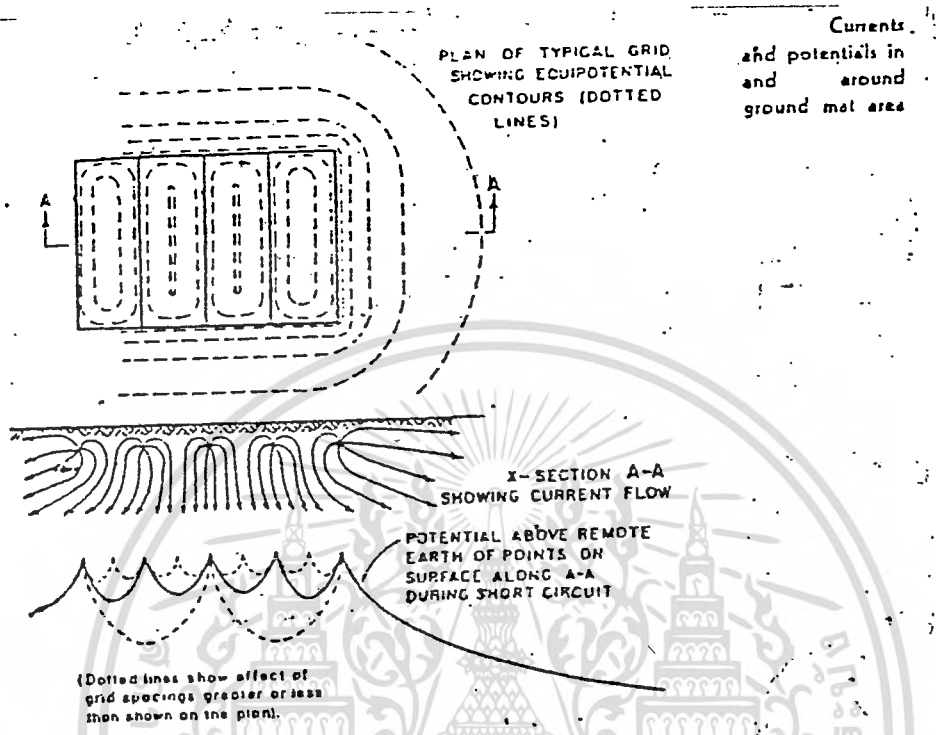 Currents
and potentials in
and around
ground mat area
PLAN OF TYPICAL GRID
SHOWING EQUIPOTENTIAL
CONTOURS (DOTTED
LINES)
A
A
X-SECTION A-A
SHOWING CURRENT FLOW
POTENTIAL ABOVE REMOTE
EARTH OF POINTS ON
SURFACE ALONG A-A
DURING SHORT CIRCUIT
(Dotted lines show effect of
grid spacings greater or less
than shown on the plan).